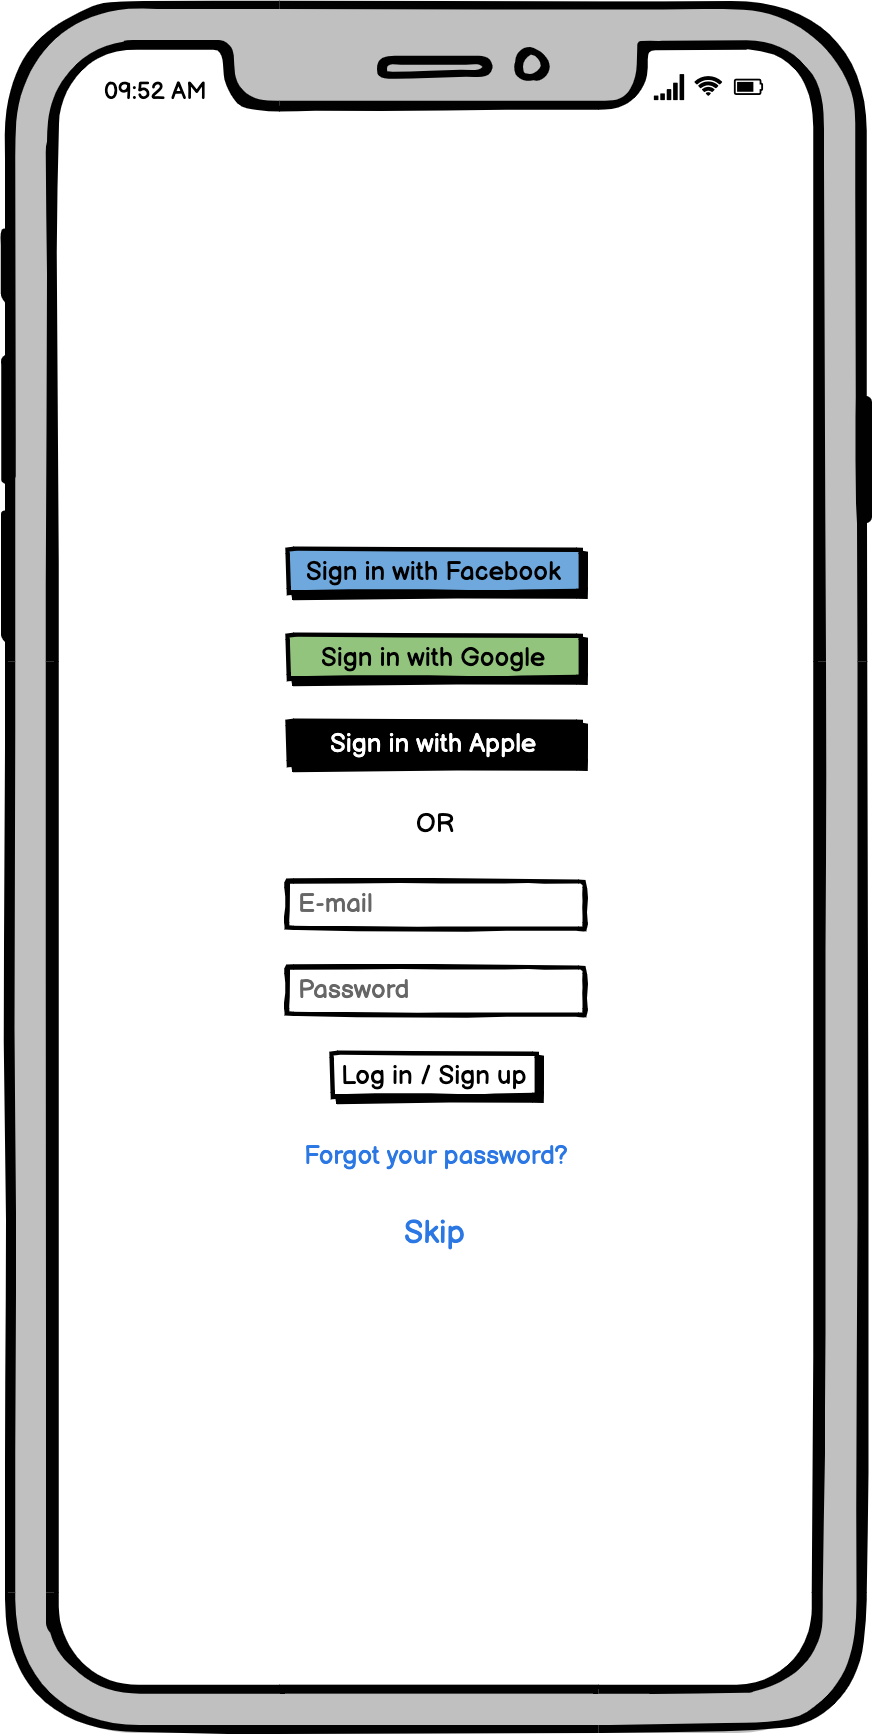 09:52 AM
Sign in with Facebook
Sign in with Google
Sign in with Apple
OR
E-mail
Password
Log in / Sign up
Forgot your password?
Skip